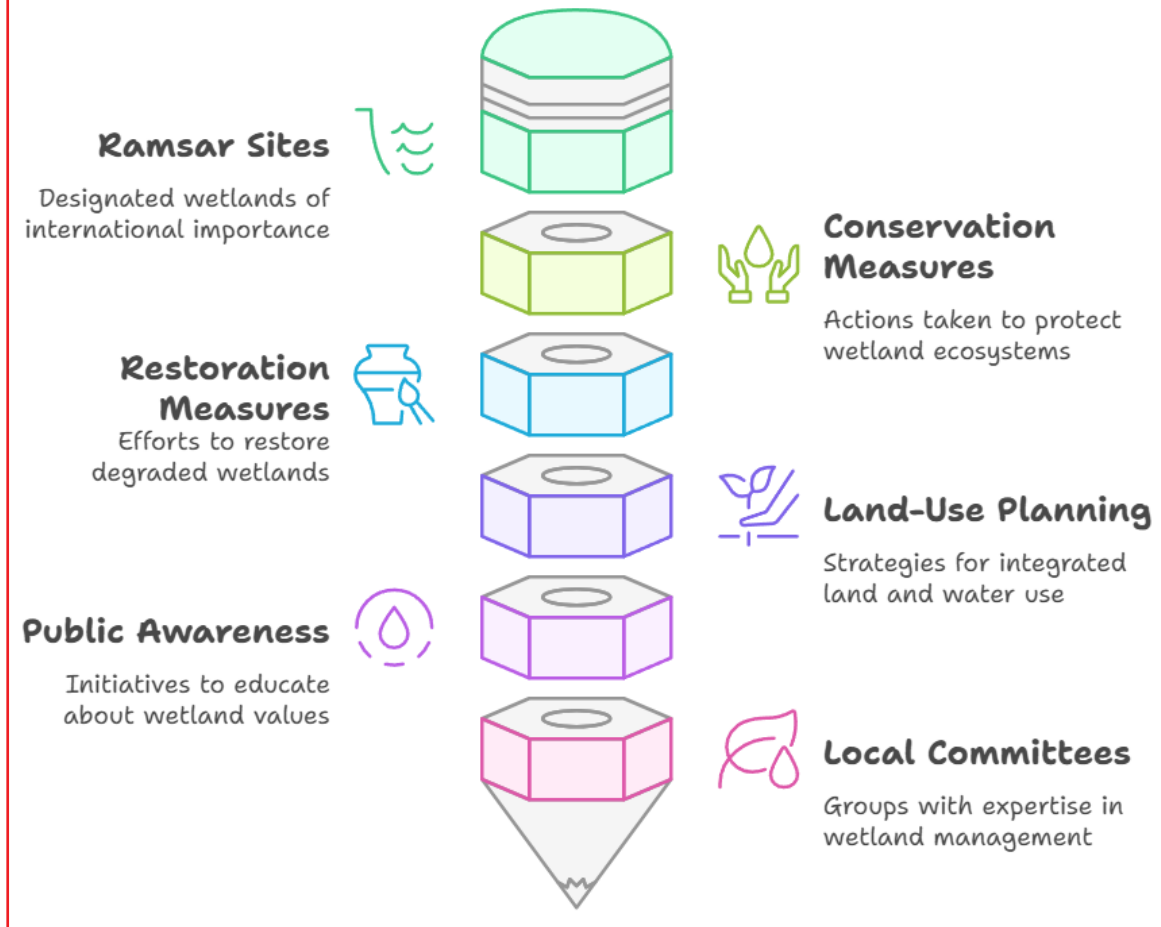 Ramsar Sites
Designated wetlands of
international importance
Conservation
Measures
Actions taken to protect
wetland ecosystems
Restoration
Measures
Efforts to restore
degraded wetlands
Land-Use Planning
Strategies for integrated
land and water use
Public Awareness
Initiatives to educate
about wetland values
Local Committees
Groups with expertise in
wetland management